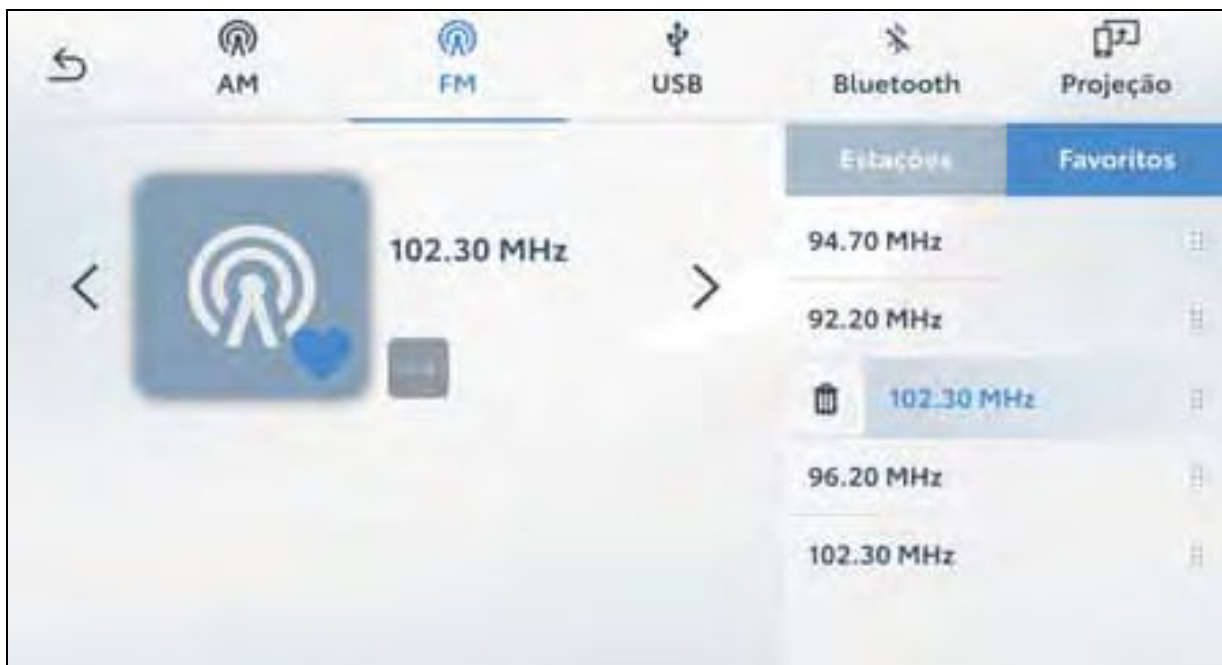 AM
FM
USB
Bluetooth
Projeção
Estações
Favoritos
102.30 MHz
94.70 MHz
92.20 MHz
102.30 MHz
96.20 MHz
102.30 MHz